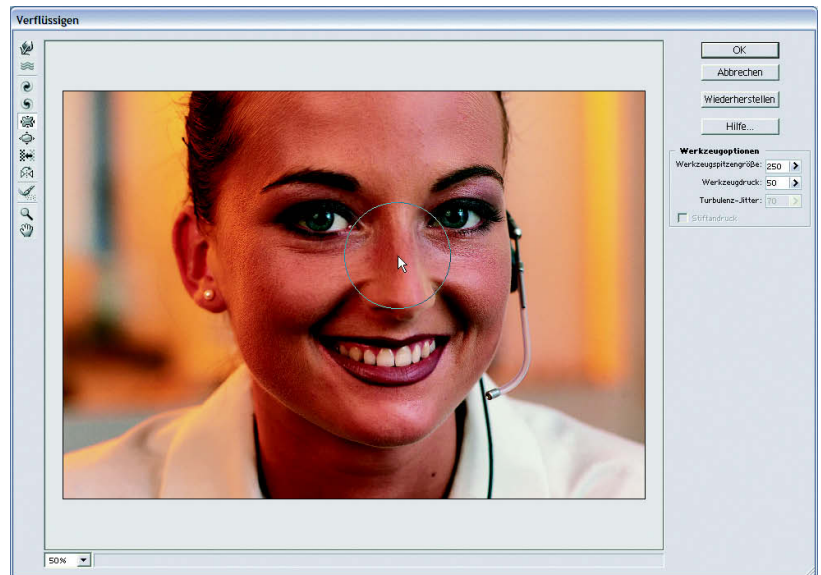 Verflüssigen
OK
Abbrechen
Wiederherstellen
Hilfe...
Werkzeugoptionen
Werkzeugspitzengröße: 250
Werkzeugdruck: 50
Turbulenz-Jitter: 70
Stiftandruck
50%